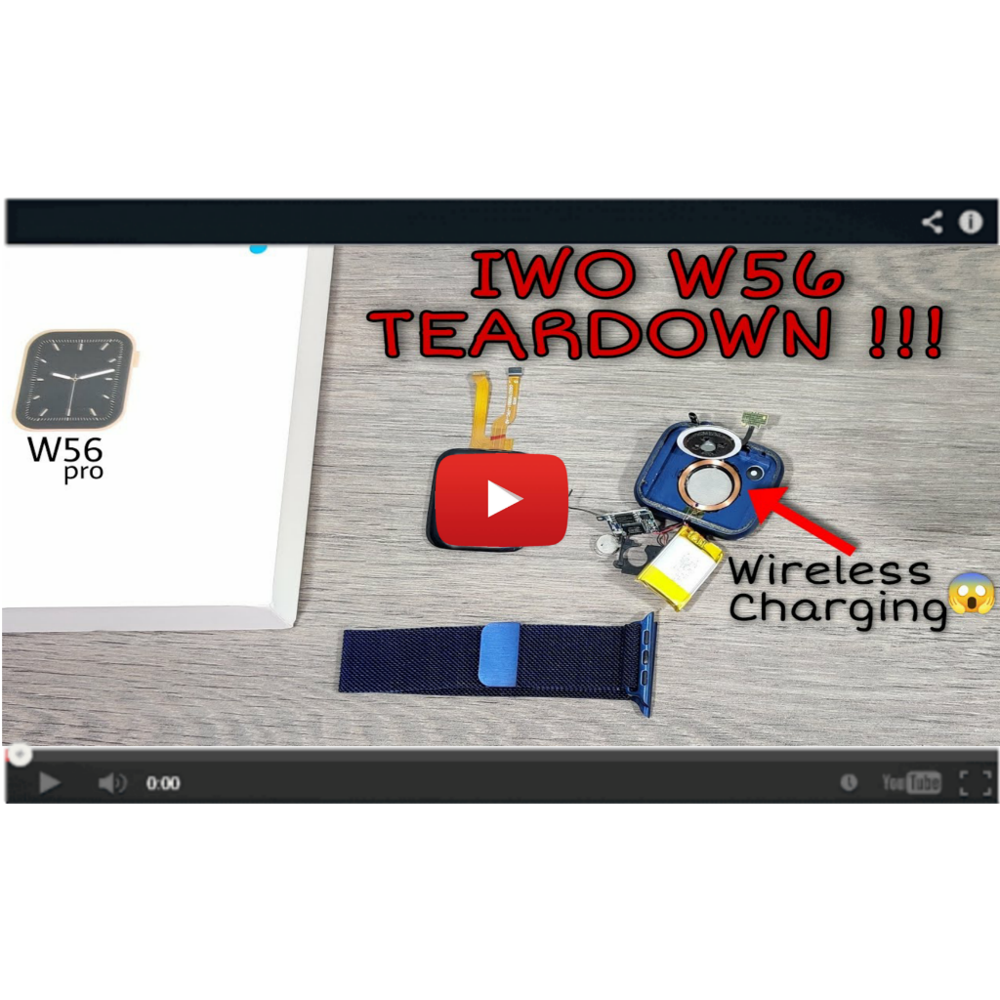 IWO W56
TEARDOWN !!!
W56
pro
Wireless
Charging
0:00
YouTube